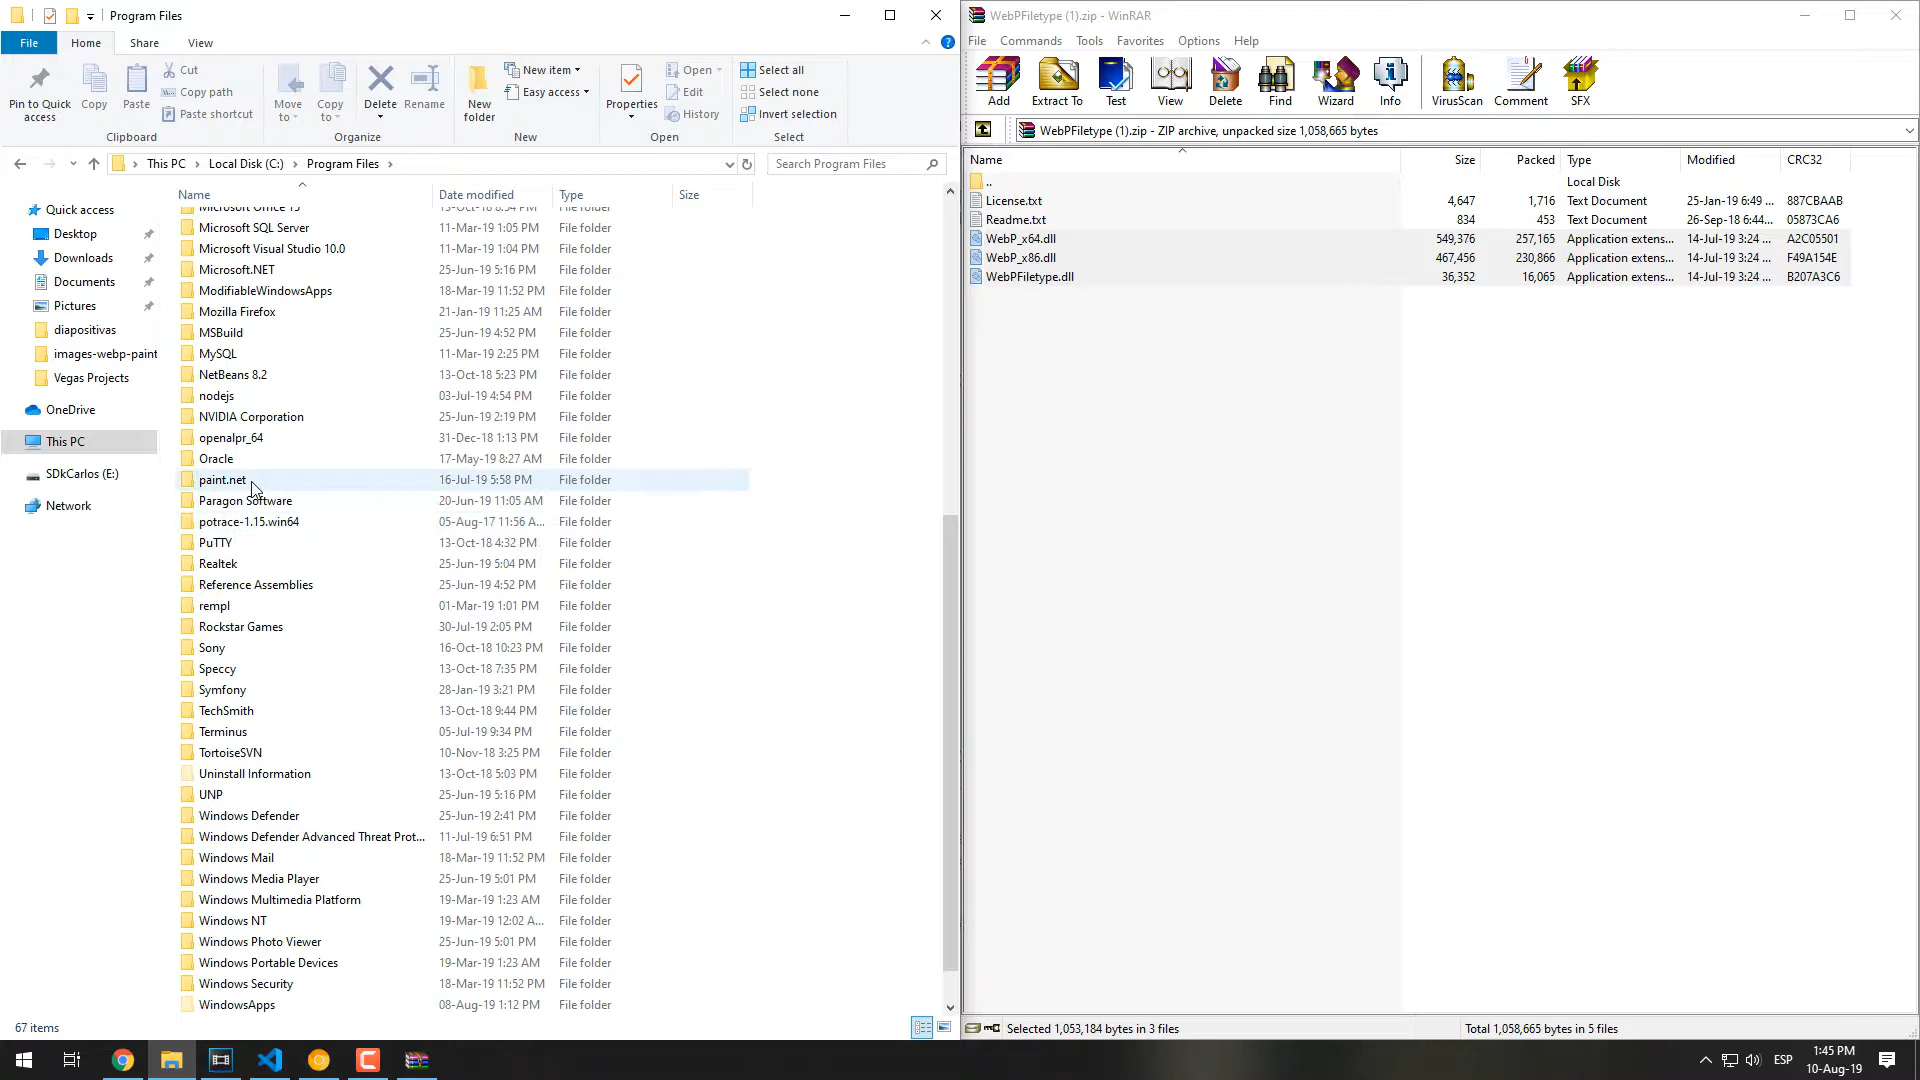 Program Files
File Home Share View
Pin to Quick access
Copy
Paste
Cut
Copy path
Paste shortcut
Clipboard
Move to
Copy to
Delete
Rename
Organize
New folder
New item
Easy access
New
Properties
Open
Edit
History
Open
Select all
Select none
Invert selection
Select
This PC > Local Disk (C:) > Program Files >
Search Program Files
Quick access
Desktop
Downloads
Documents
Pictures
diapositivas
images-webp-paint
Vegas Projects
OneDrive
This PC
SDkCarlos (E:)
Network
Name Date modified Type Size
Microsoft Office 15 13-Oct-18 8:54 PM File folder
Microsoft SQL Server 11-Mar-19 1:05 PM File folder
Microsoft Visual Studio 10.0 11-Mar-19 1:04 PM File folder
Microsoft.NET 25-Jun-19 5:16 PM File folder
ModifiableWindowsApps 18-Mar-19 11:52 PM File folder
Mozilla Firefox 21-Jan-19 11:25 AM File folder
MSBuild 25-Jun-19 4:52 PM File folder
MySQL 11-Mar-19 2:25 PM File folder
NetBeans 8.2 13-Oct-18 5:23 PM File folder
nodejs 03-Jul-19 4:54 PM File folder
NVIDIA Corporation 25-Jun-19 2:19 PM File folder
openalpr_64 31-Dec-18 1:13 PM File folder
Oracle 17-May-19 8:27 AM File folder
paint.net 16-Jul-19 5:58 PM File folder
Paragon Software 20-Jun-19 11:05 AM File folder
potrace-1.15.win64 05-Aug-17 11:56 A... File folder
PuTTY 13-Oct-18 4:32 PM File folder
Realtek 25-Jun-19 5:04 PM File folder
Reference Assemblies 25-Jun-19 4:52 PM File folder
rempl 01-Mar-19 1:01 PM File folder
Rockstar Games 30-Jul-19 2:05 PM File folder
Sony 16-Oct-18 10:23 PM File folder
Speccy 13-Oct-18 7:35 PM File folder
Symfony 28-Jan-19 3:21 PM File folder
TechSmith 13-Oct-18 9:44 PM File folder
Terminus 05-Jul-19 9:34 PM File folder
TortoiseSVN 10-Nov-18 3:25 PM File folder
Uninstall Information 13-Oct-18 5:03 PM File folder
UNP 25-Jun-19 5:16 PM File folder
Windows Defender 25-Jun-19 2:41 PM File folder
Windows Defender Advanced Threat Prot... 11-Jul-19 6:51 PM File folder
Windows Mail 18-Mar-19 11:52 PM File folder
Windows Media Player 25-Jun-19 5:01 PM File folder
Windows Multimedia Platform 19-Mar-19 1:23 AM File folder
Windows NT 19-Mar-19 12:02 A... File folder
Windows Photo Viewer 25-Jun-19 5:01 PM File folder
Windows Portable Devices 19-Mar-19 1:23 AM File folder
Windows Security 18-Mar-19 11:52 PM File folder
WindowsApps 08-Aug-19 1:12 PM File folder
67 items
WebPFiletype (1).zip - WinRAR
File Commands Tools Favorites Options Help
Add Extract To Test View Delete Find Wizard Info VirusScan Comment SFX
WebPFiletype (1).zip - ZIP archive, unpacked size 1,058,665 bytes
Name Size Packed Type Modified CRC32
.. Local Disk
License.txt 4,647 1,716 Text Document 25-Jan-19 6:49 ... 887CBAAB
Readme.txt 834 453 Text Document 26-Sep-18 6:44... 05873CA6
WebP_x64.dll 549,376 257,165 Application extens... 14-Jul-19 3:24 ... A2C05501
WebP_x86.dll 467,456 230,866 Application extens... 14-Jul-19 3:24 ... F49A154E
WebPFiletype.dll 36,352 16,065 Application extens... 14-Jul-19 3:24 ... B207A3C6
Selected 1,053,184 bytes in 3 files
Total 1,058,665 bytes in 5 files
ESP
1:45 PM
10-Aug-19